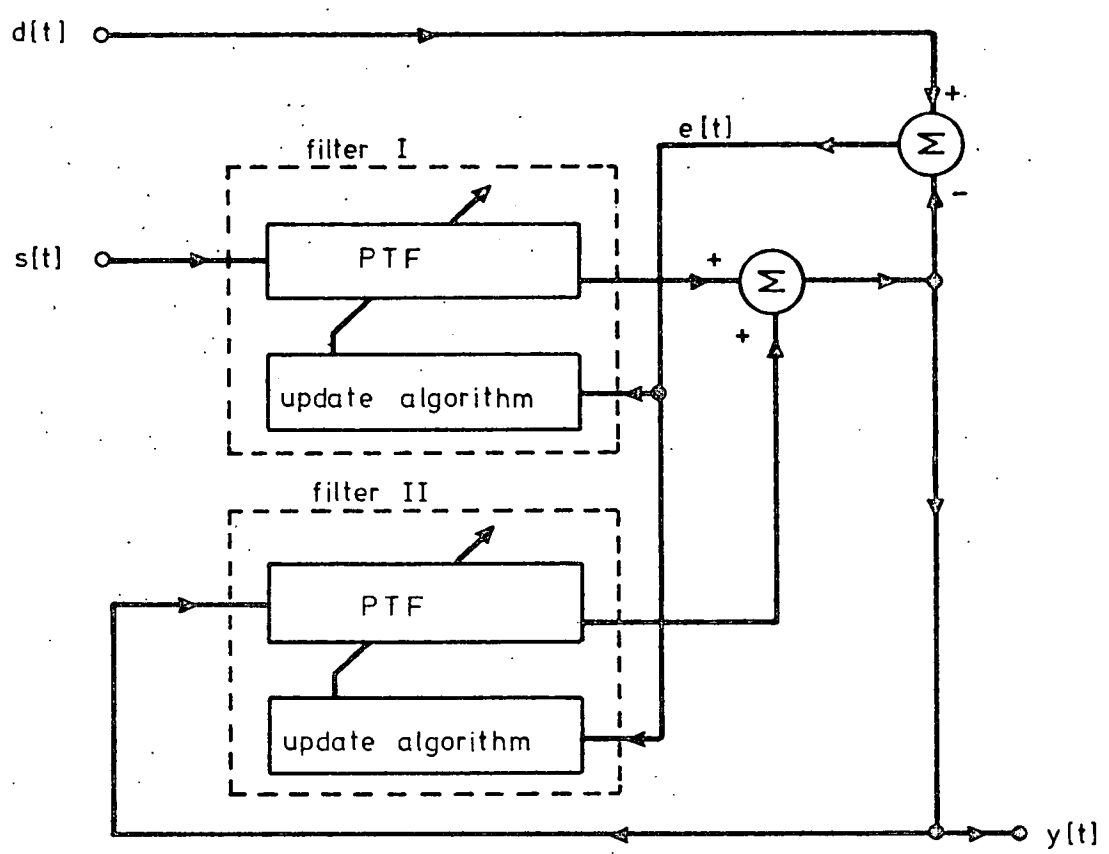 d[t]
+
e[t]
filter I
Σ
-
PTF
s[t]
+
Σ
+
update algorithm
filter II
PTF
update algorithm
y[t]